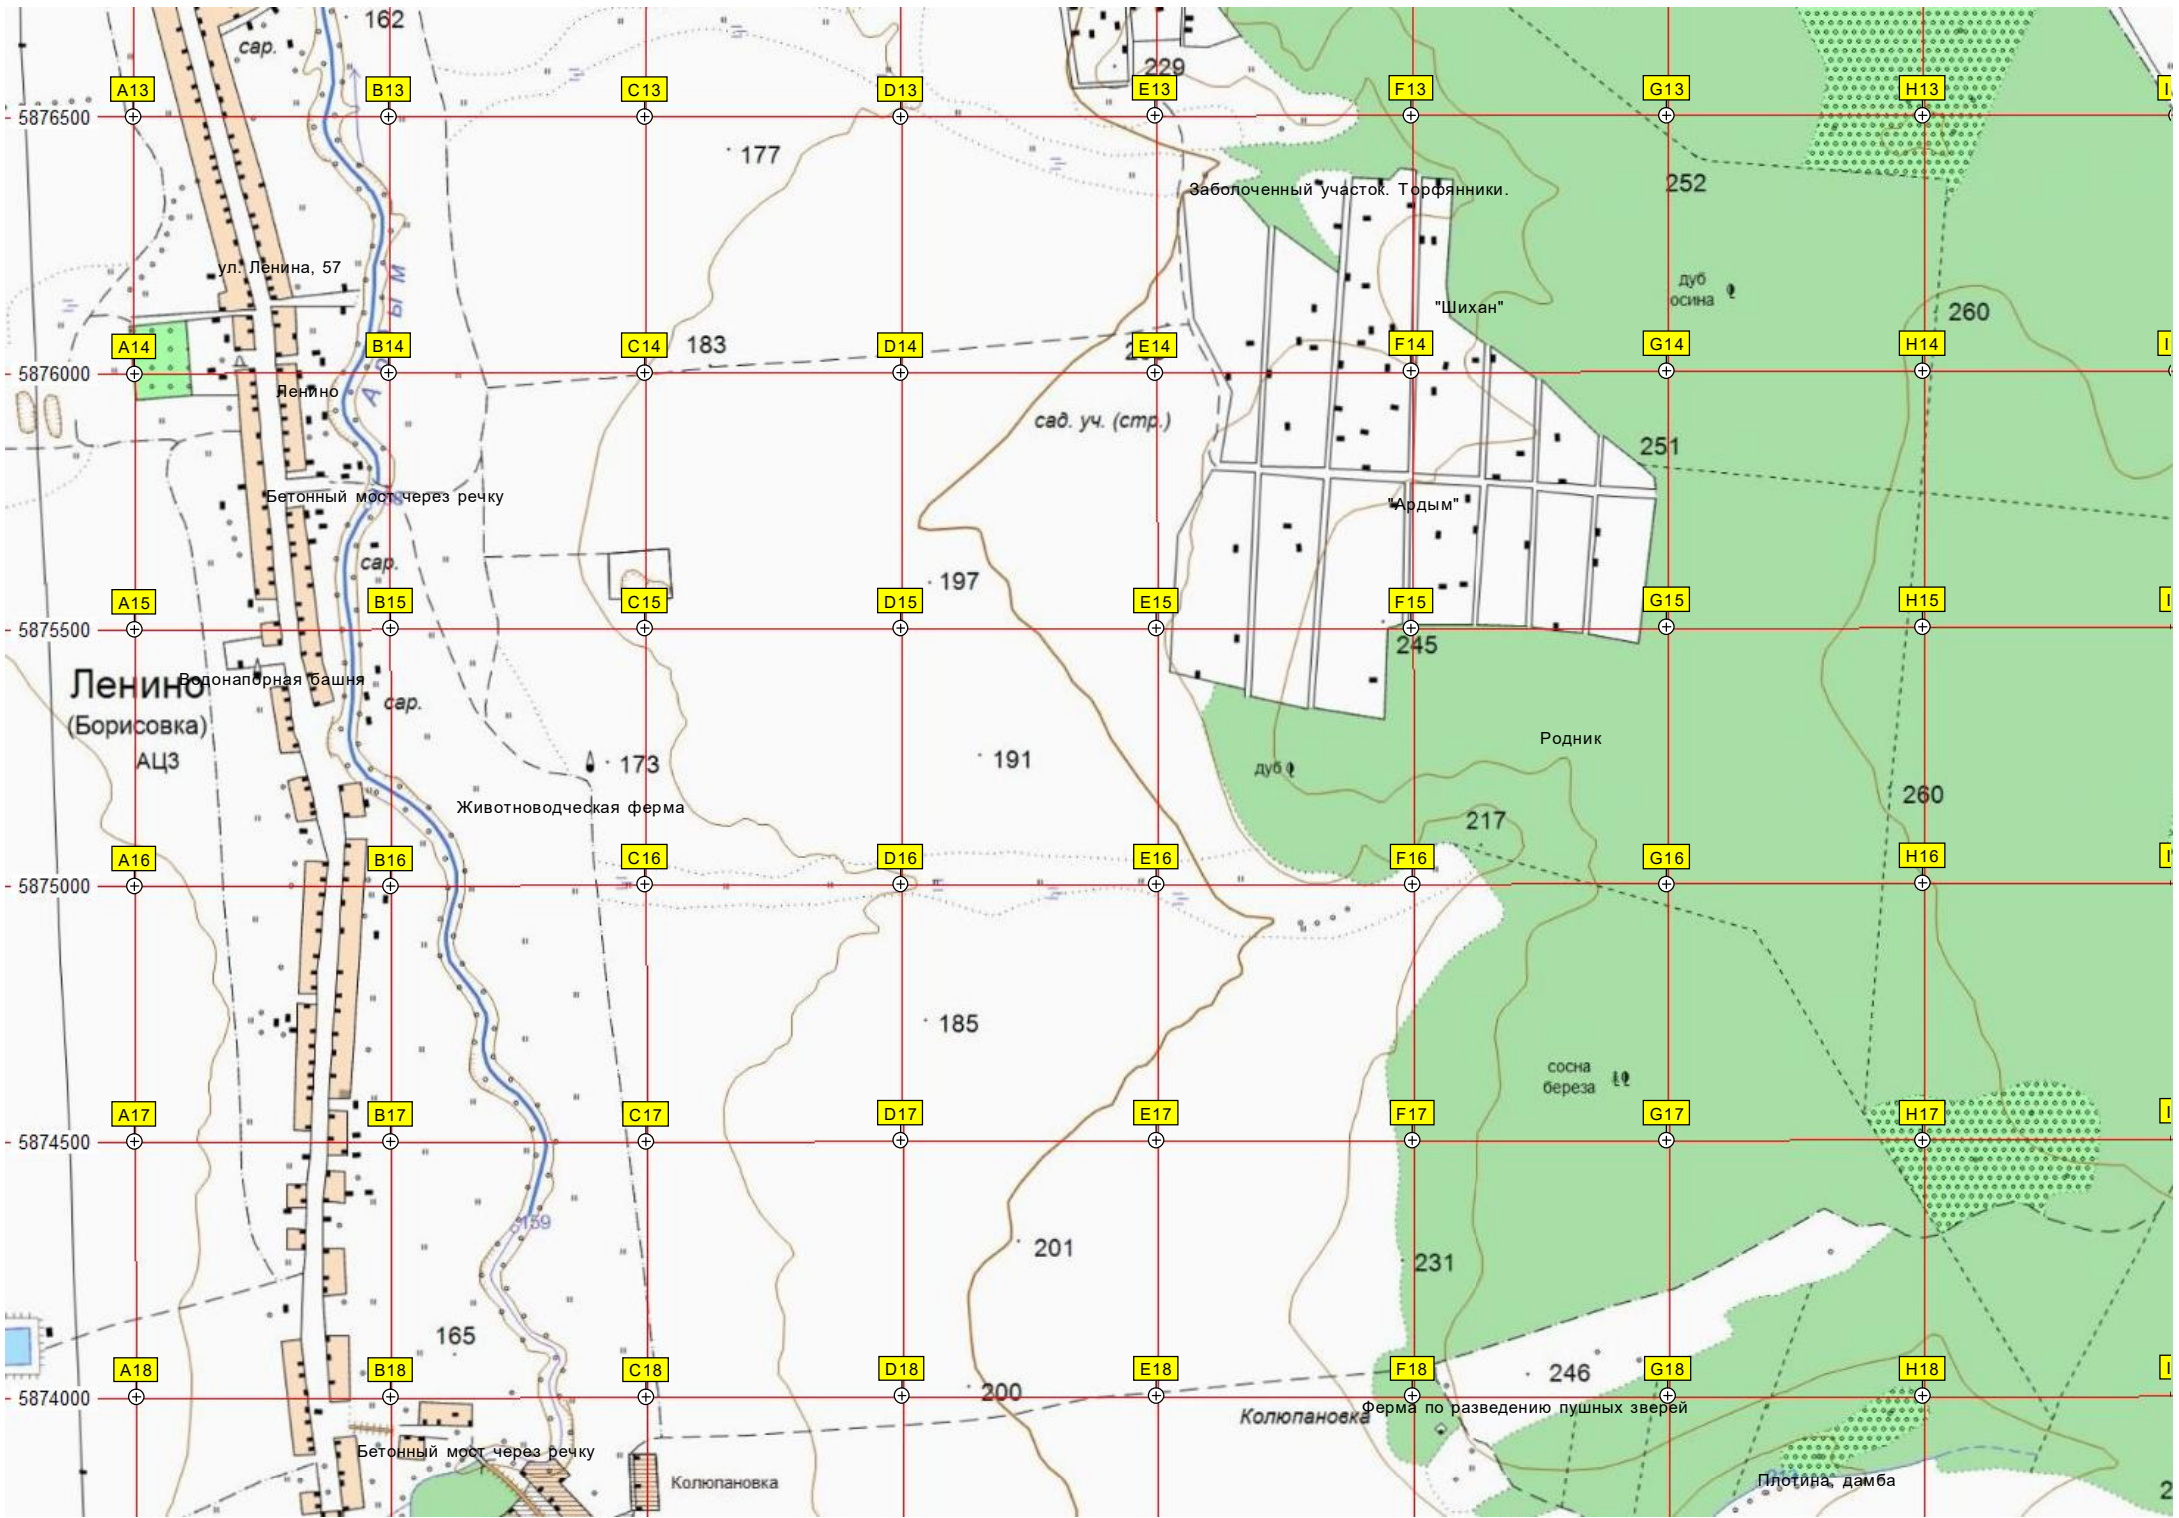 162
сар.
229
A13
B13
C13
D13
E13
F13
G13
H13
I
5876500
177
252
Заболоченный участок. Торфянники.
ул. Ленина, 57
дуб
осина
"Шихан"
260
183
A14
B14
C14
D14
E14
F14
G14
H14
I
5876000
Ленино
сад. уч. (стр.)
251
Бетонный мост через речку
"Ардым"
сар.
197
A15
B15
C15
D15
E15
F15
G15
H15
I
5875500
245
Ленино
Водонапорная башня
(Борисовка)
сар.
АЦЗ
173
191
Родник
дуб
Животноводческая ферма
260
217
A16
B16
C16
D16
E16
F16
G16
H16
I
5875000
185
сосна
береза
A17
B17
C17
D17
E17
F17
G17
H17
I
5874500
159
201
231
165
A18
B18
C18
D18
E18
F18
G18
H18
I
5874000
200
246
Колюпановка
Ферма по разведению пушных зверей
Бетонный мост через речку
Колюпановка
Плотина, дамба
2